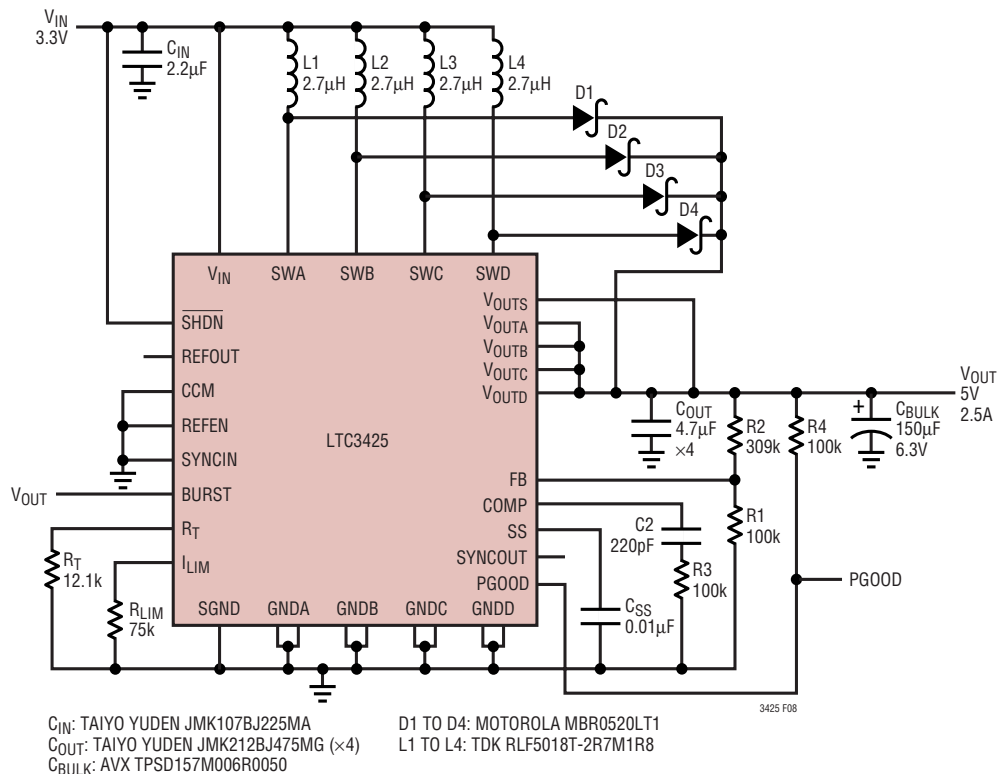 VIN
3.3V
CIN
2.2µF
L1
2.7µH
L2
2.7µH
L3
2.7µH
L4
2.7µH
D1
D2
D3
D4
VIN
SWA
SWB
SWC
SWD
SHDN
REFOUT
CCM
REFEN
SYNCIN
VOUT
BURST
RT
ILIM
RT
12.1k
RLIM
75k
LTC3425
VOUTS
VOUTA
VOUTB
VOUTC
VOUTD
FB
COMP
SS
SYNCOUT
PGOOD
SGND
GNDA
GNDB
GNDC
GNDD
COUT
4.7µF
×4
R2
309k
R4
100k
+
CBULK
150µF
6.3V
VOUT
5V
2.5A
C2
220pF
R3
100k
R1
100k
CSS
0.01µF
PGOOD
3425 F08
CIN: TAIYO YUDEN JMK107BJ225MA
COUT: TAIYO YUDEN JMK212BJ475MG (×4)
CBULK: AVX TPSD157M006R0050
D1 TO D4: MOTOROLA MBR0520LT1
L1 TO L4: TDK RLF5018T-2R7M1R8